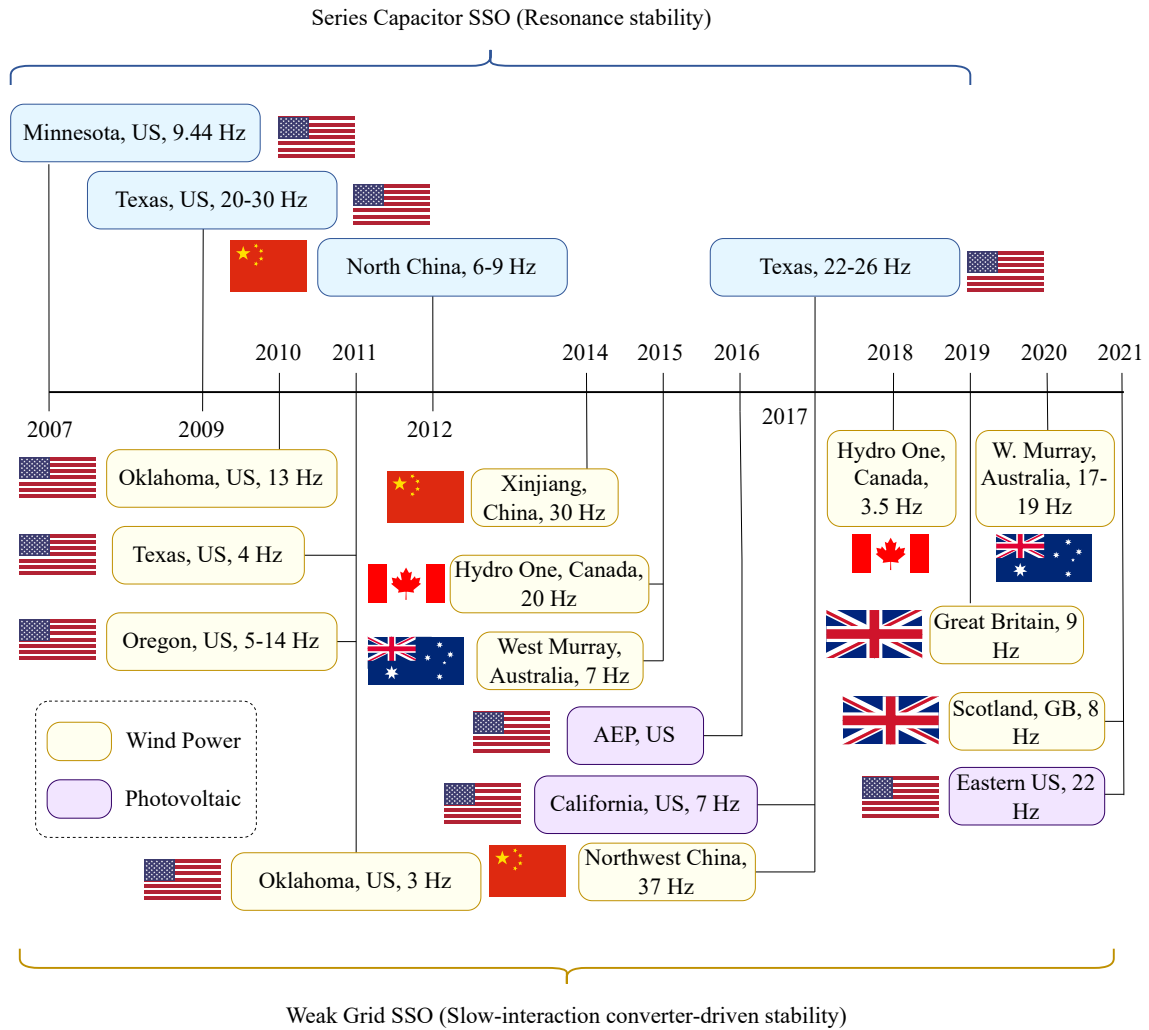 Series Capacitor SSO (Resonance stability)
Minnesota, US, 9.44 Hz
Texas, US, 20-30 Hz
North China, 6-9 Hz
Texas, 22-26 Hz
2010
2011
2014
2015
2016
2018
2019
2020
2021
2007
2009
2012
2017
Oklahoma, US, 13 Hz
Texas, US, 4 Hz
Oregon, US, 5-14 Hz
Xinjiang,
China, 30 Hz
Hydro One, Canada,
20 Hz
West Murray,
Australia, 7 Hz
AEP, US
California, US, 7 Hz
Northwest China,
37 Hz
Oklahoma, US, 3 Hz
Hydro One,
Canada,
3.5 Hz
W. Murray,
Australia, 17-
19 Hz
Great Britain, 9
Hz
Scotland, GB, 8
Hz
Eastern US, 22
Hz
Wind Power
Photovoltaic
Weak Grid SSO (Slow-interaction converter-driven stability)